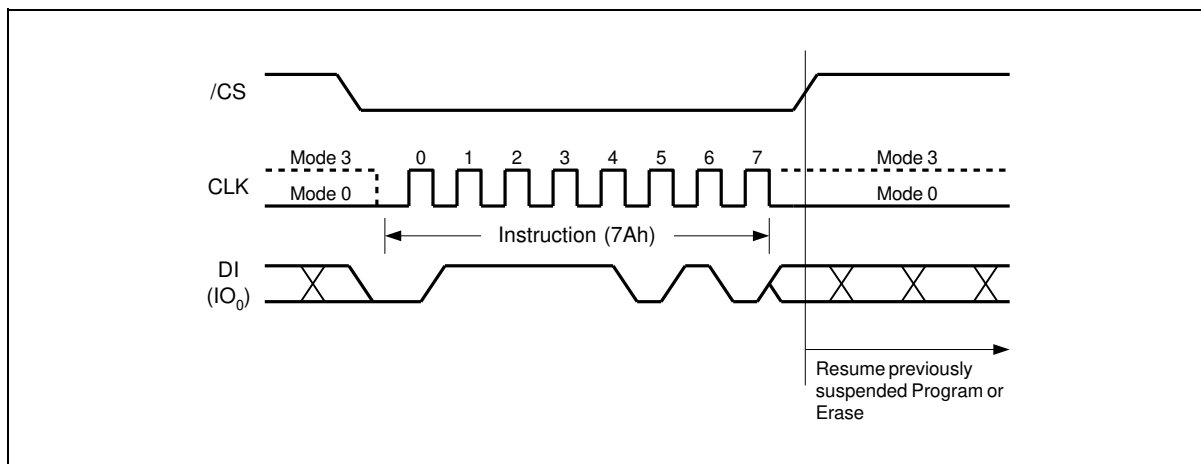 /CS
Mode 3 0 1 2 3 4 5 6 7 Mode 3
CLK
Mode 0 Mode 0
Instruction (7Ah)
DI
(IO0)
Resume previously
suspended Program or
Erase